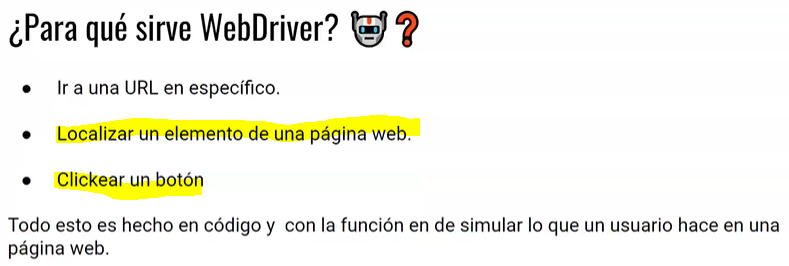 ¿Para qué sirve WebDriver? 🤖❓
● Ir a una URL en específico.
● Localizar un elemento de una página web.
● Clickear un botón
Todo esto es hecho en código y  con la función en de simular lo que un usuario hace en una
página web.